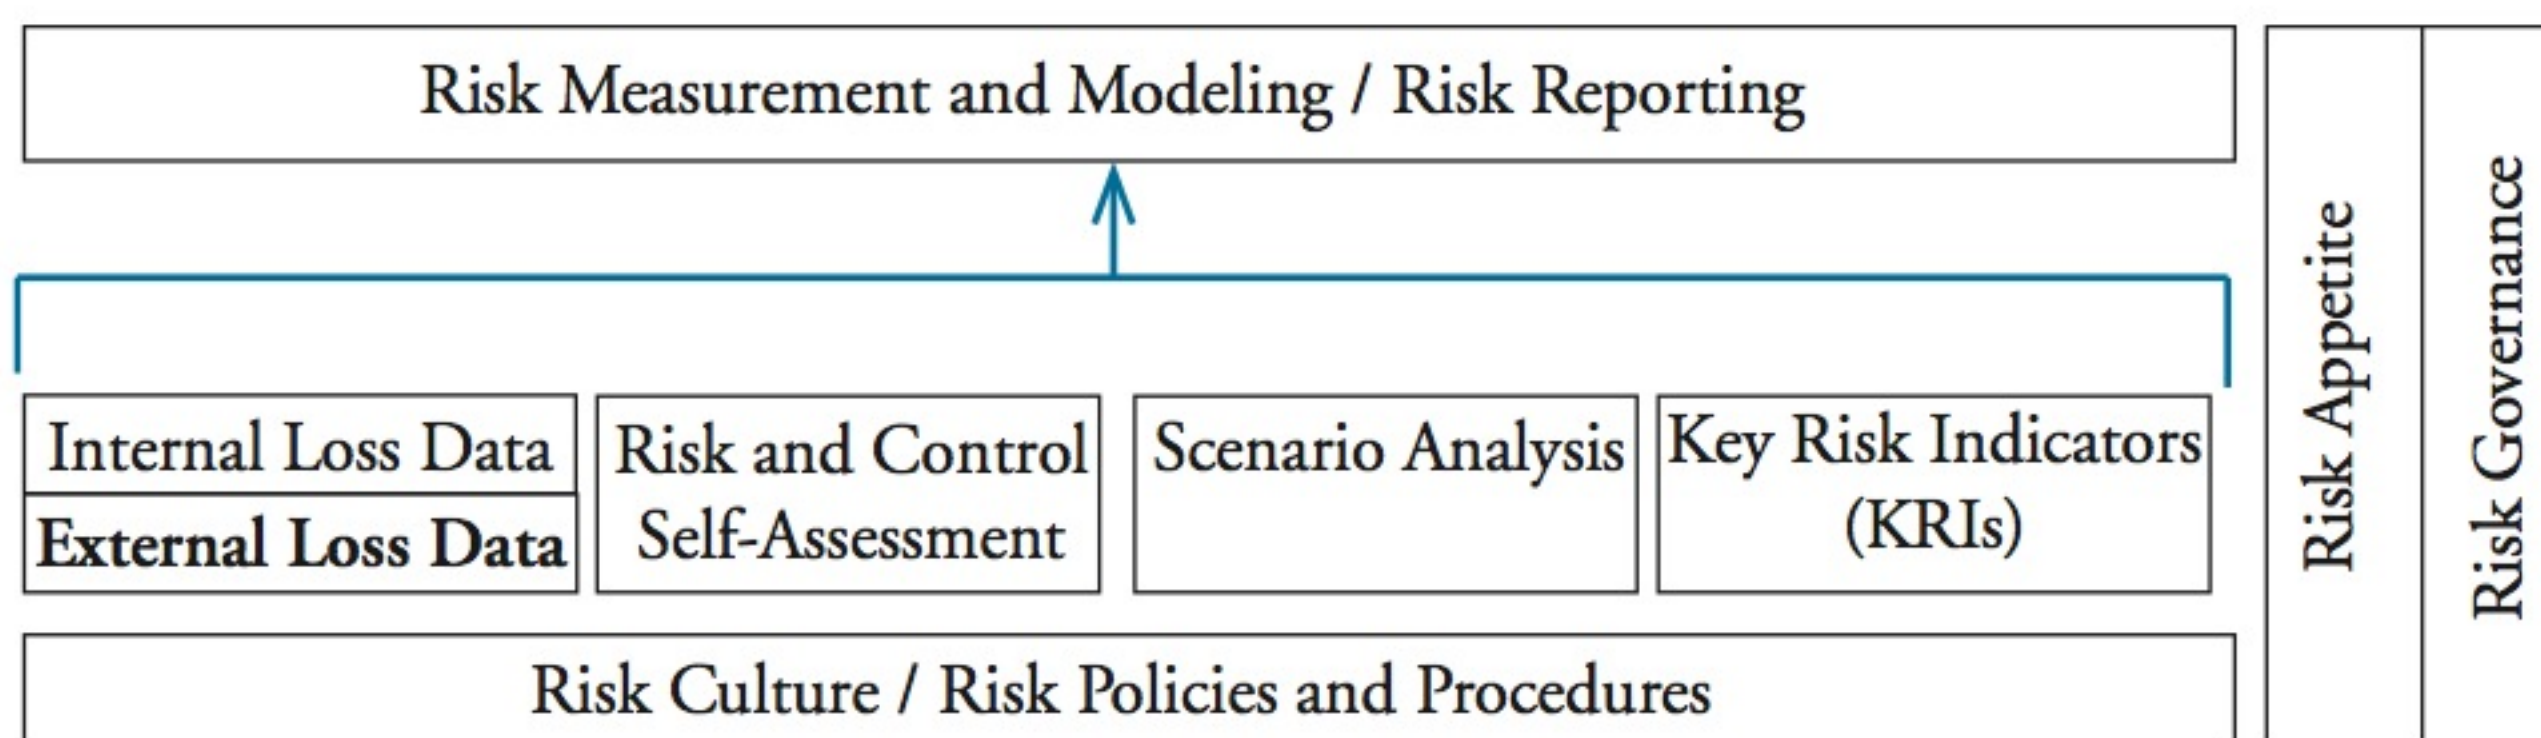 Risk Measurement and Modeling / Risk Reporting
Internal Loss Data
External Loss Data
Risk and Control
Self-Assessment
Scenario Analysis
Key Risk Indicators
(KRIs)
Risk Culture / Risk Policies and Procedures
Risk Appetite
Risk Governance